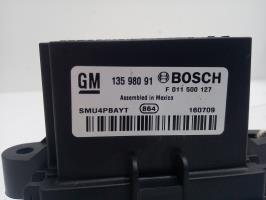 GM 135 980 91 BOSCH
F 011 500 127
Assembled in Mexico
SMU4PBAYT 864 160709